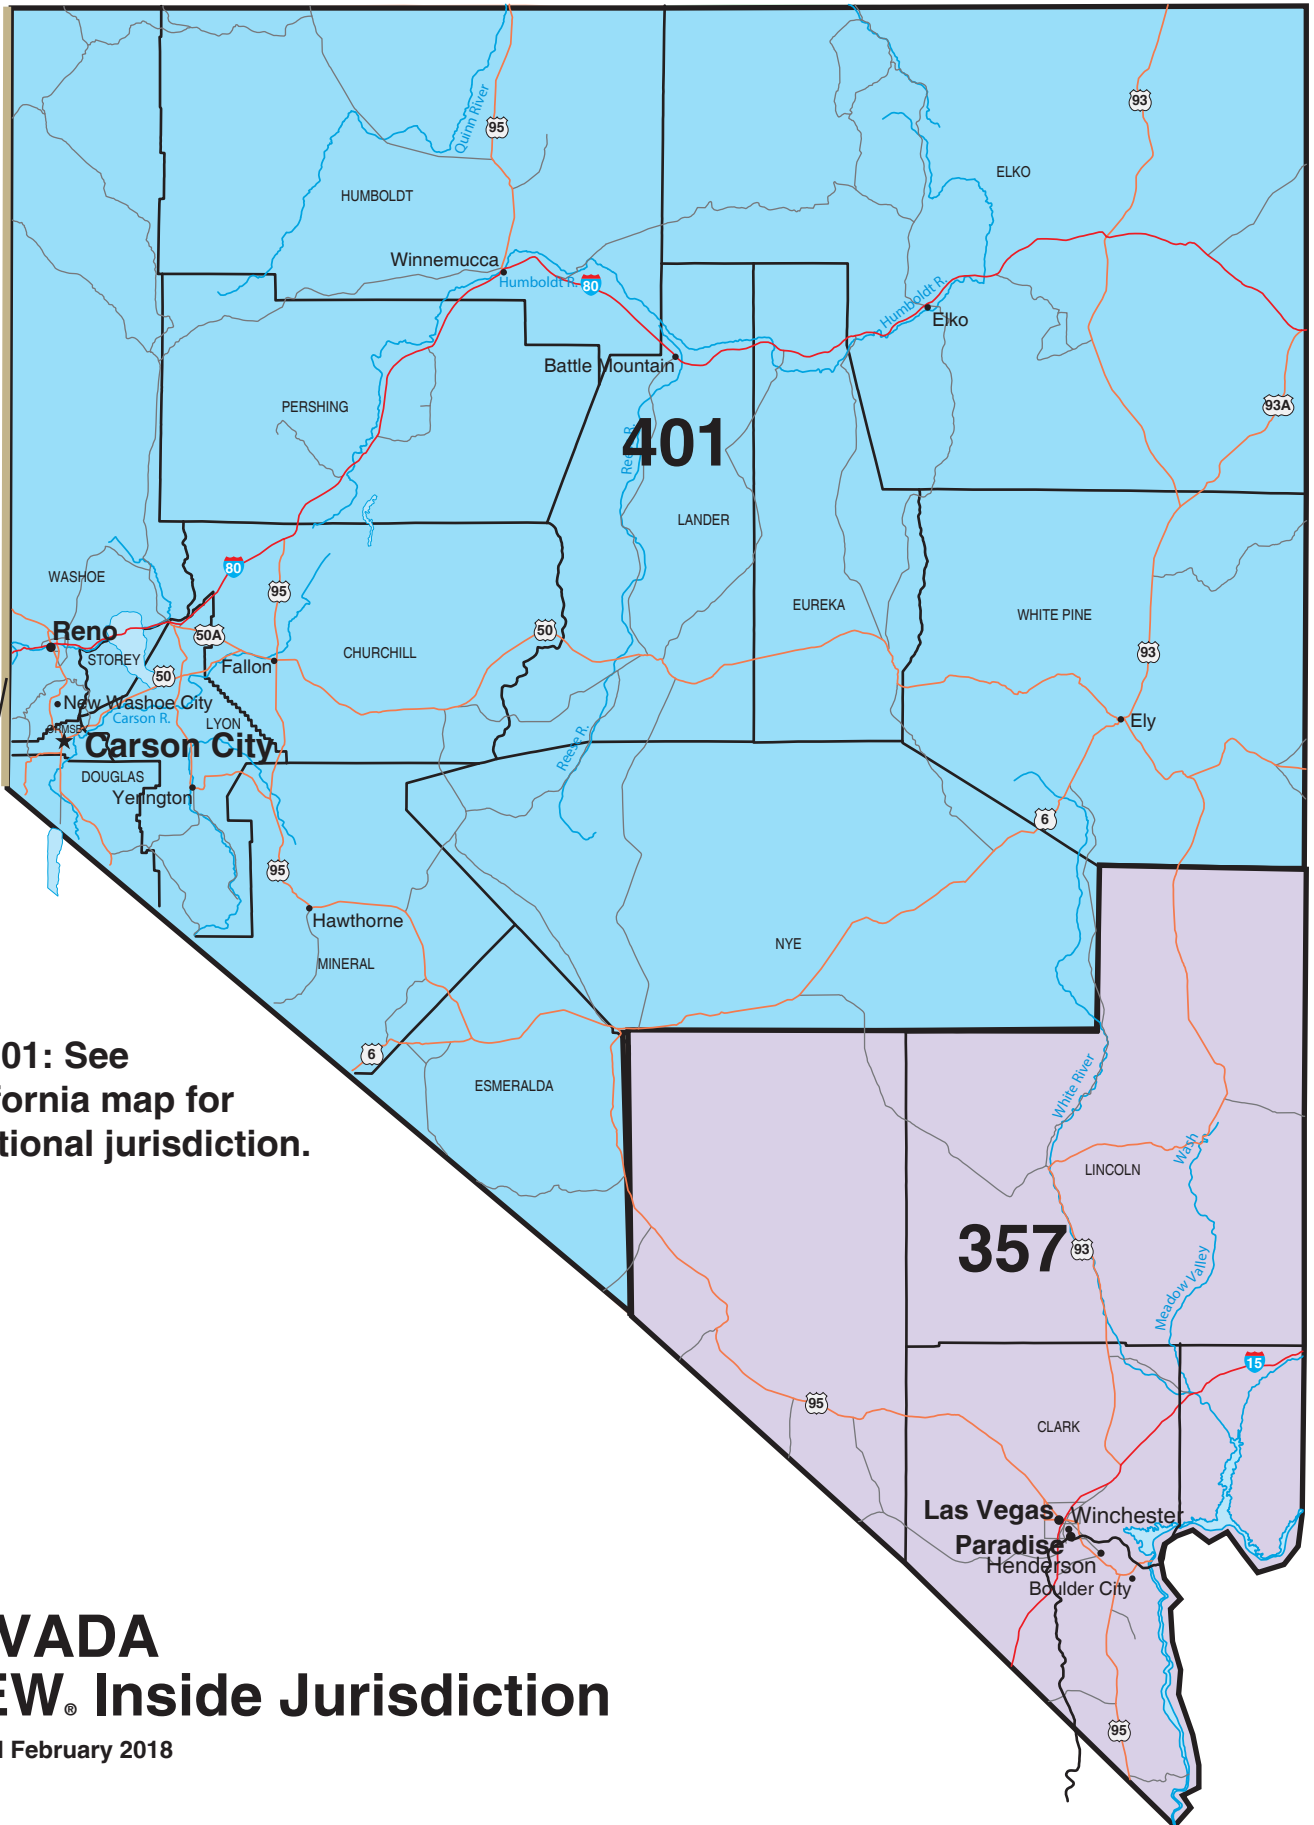 93
Quinn River
95
ELKO
HUMBOLDT
Winnemucca
Humboldt R.
80
Humboldt R.
Elko
Battle Mountain
93A
PERSHING
401
LANDER
80
WASHOE
95
EUREKA
WHITE PINE
Reno
50A
50
STOREY
CHURCHILL
93
50
Fallon
New Washoe City
Carson R.
LYON
Ely
Carson City
Reese R.
DOUGLAS
Yerington
6
95
Hawthorne
NYE
MINERAL
01: See
fornia map for
tional jurisdiction.
6
ESMERALDA
White River
Wash
LINCOLN
357
93
Meadow Valley
15
95
CLARK
Las Vegas
Winchester
Paradise
Henderson
Boulder City
VADA
EW® Inside Jurisdiction
February 2018
95